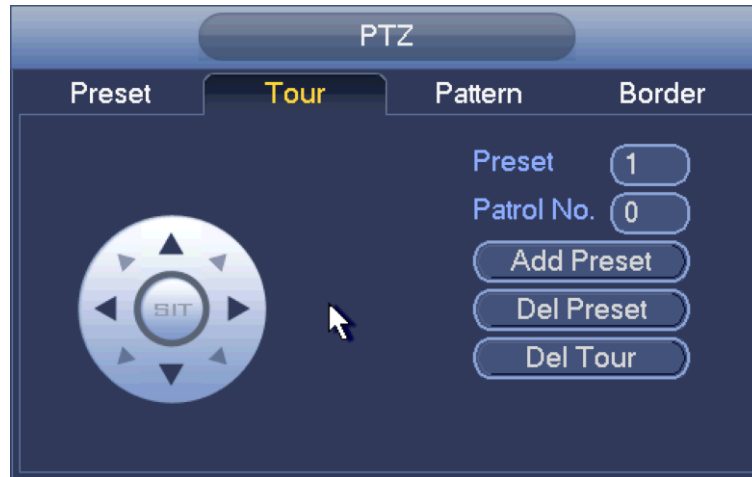 PTZ
Preset Tour Pattern Border
Preset 1
Patrol No. 0
Add Preset
SIT Del Preset
Del Tour